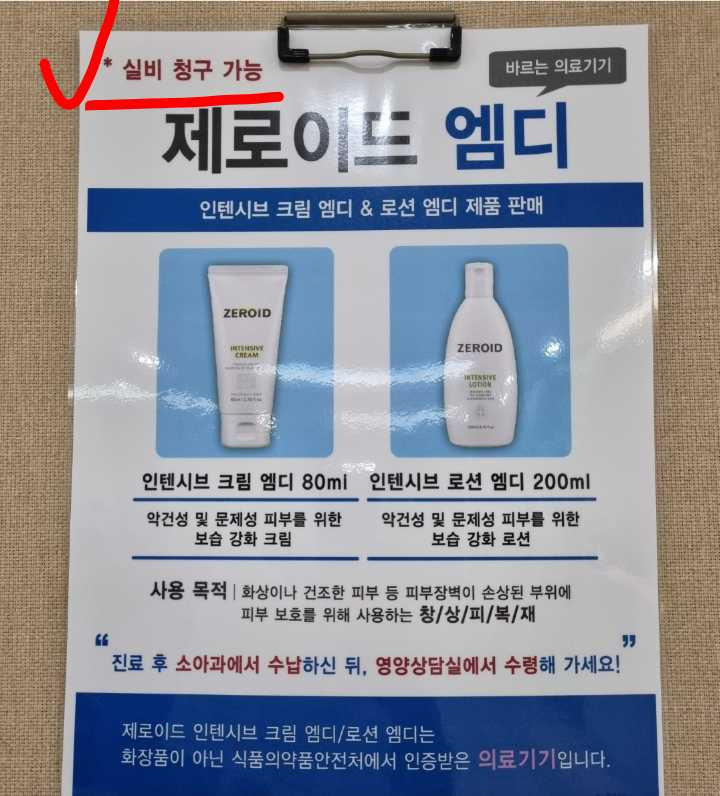 * 실비 청구 가능
바르는 의료기기
제로이드 엠디
인텐시브 크림 엠디 & 로션 엠디 제품 판매
ZEROID
INTENSIVE
CREAM
ZEROID
INTENSIVE
LOTION
인텐시브 크림 엠디 80ml
인텐시브 로션 엠디 200ml
악건성 및 문제성 피부를 위한
보습 강화 크림
악건성 및 문제성 피부를 위한
보습 강화 로션
사용 목적 | 화상이나 건조한 피부 등 피부장벽이 손상된 부위에
피부 보호를 위해 사용하는 창/상/피/복/재
“진료 후 소아과에서 수납하신 뒤, 영양상담실에서 수령해 가세요!”
제로이드 인텐시브 크림 엠디/로션 엠디는
화장품이 아닌 식품의약품안전처에서 인증받은 의료기기입니다.